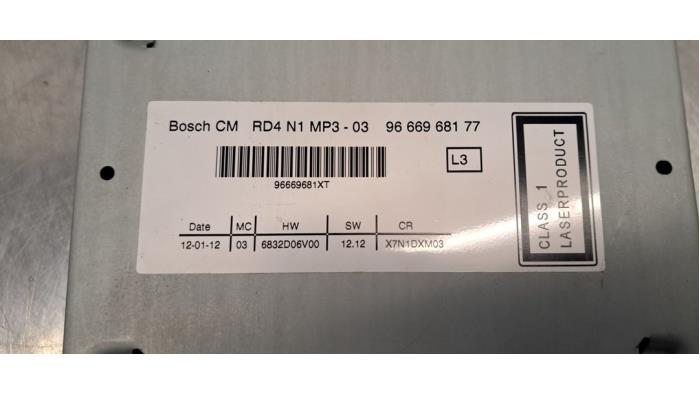 Bosch CM RD4 N1 MP3 - 03 96 669 681 77
L3
96669681XT
Date MC HW SW CR
12-01-12 03 6832D06V00 12.12 X7N1DXM03
CLASS 1
LASERPRODUCT